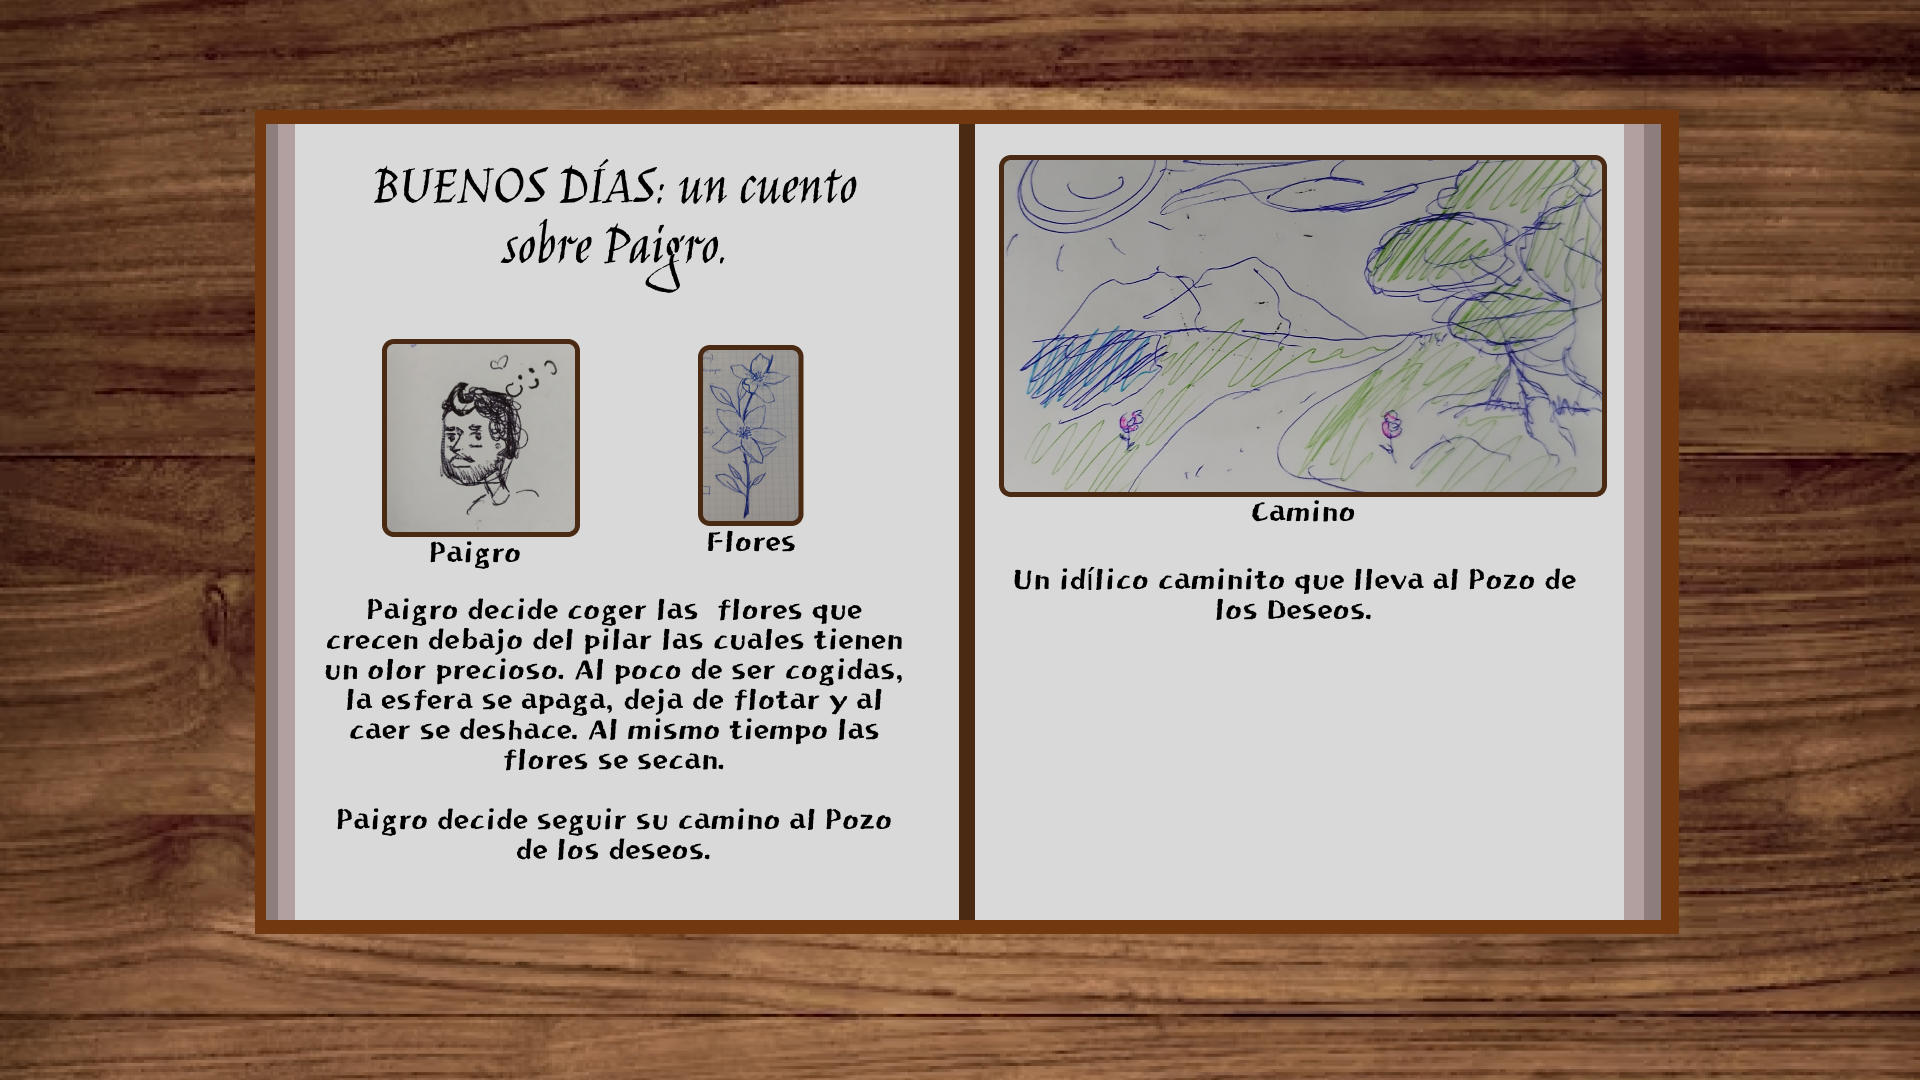 BUENOS DÍAS: un cuento
sobre Paigro.
Paigro
Flores
Paigro decide coger las  flores que
crecen debajo del pilar las cuales tienen
un olor precioso. Al poco de ser cogidas,
la esfera se apaga, deja de flotar y al
caer se deshace. Al mismo tiempo las
flores se secan.
Paigro decide seguir su camino al Pozo
de los deseos.
Camino
Un idílico caminito que lleva al Pozo de
los Deseos.